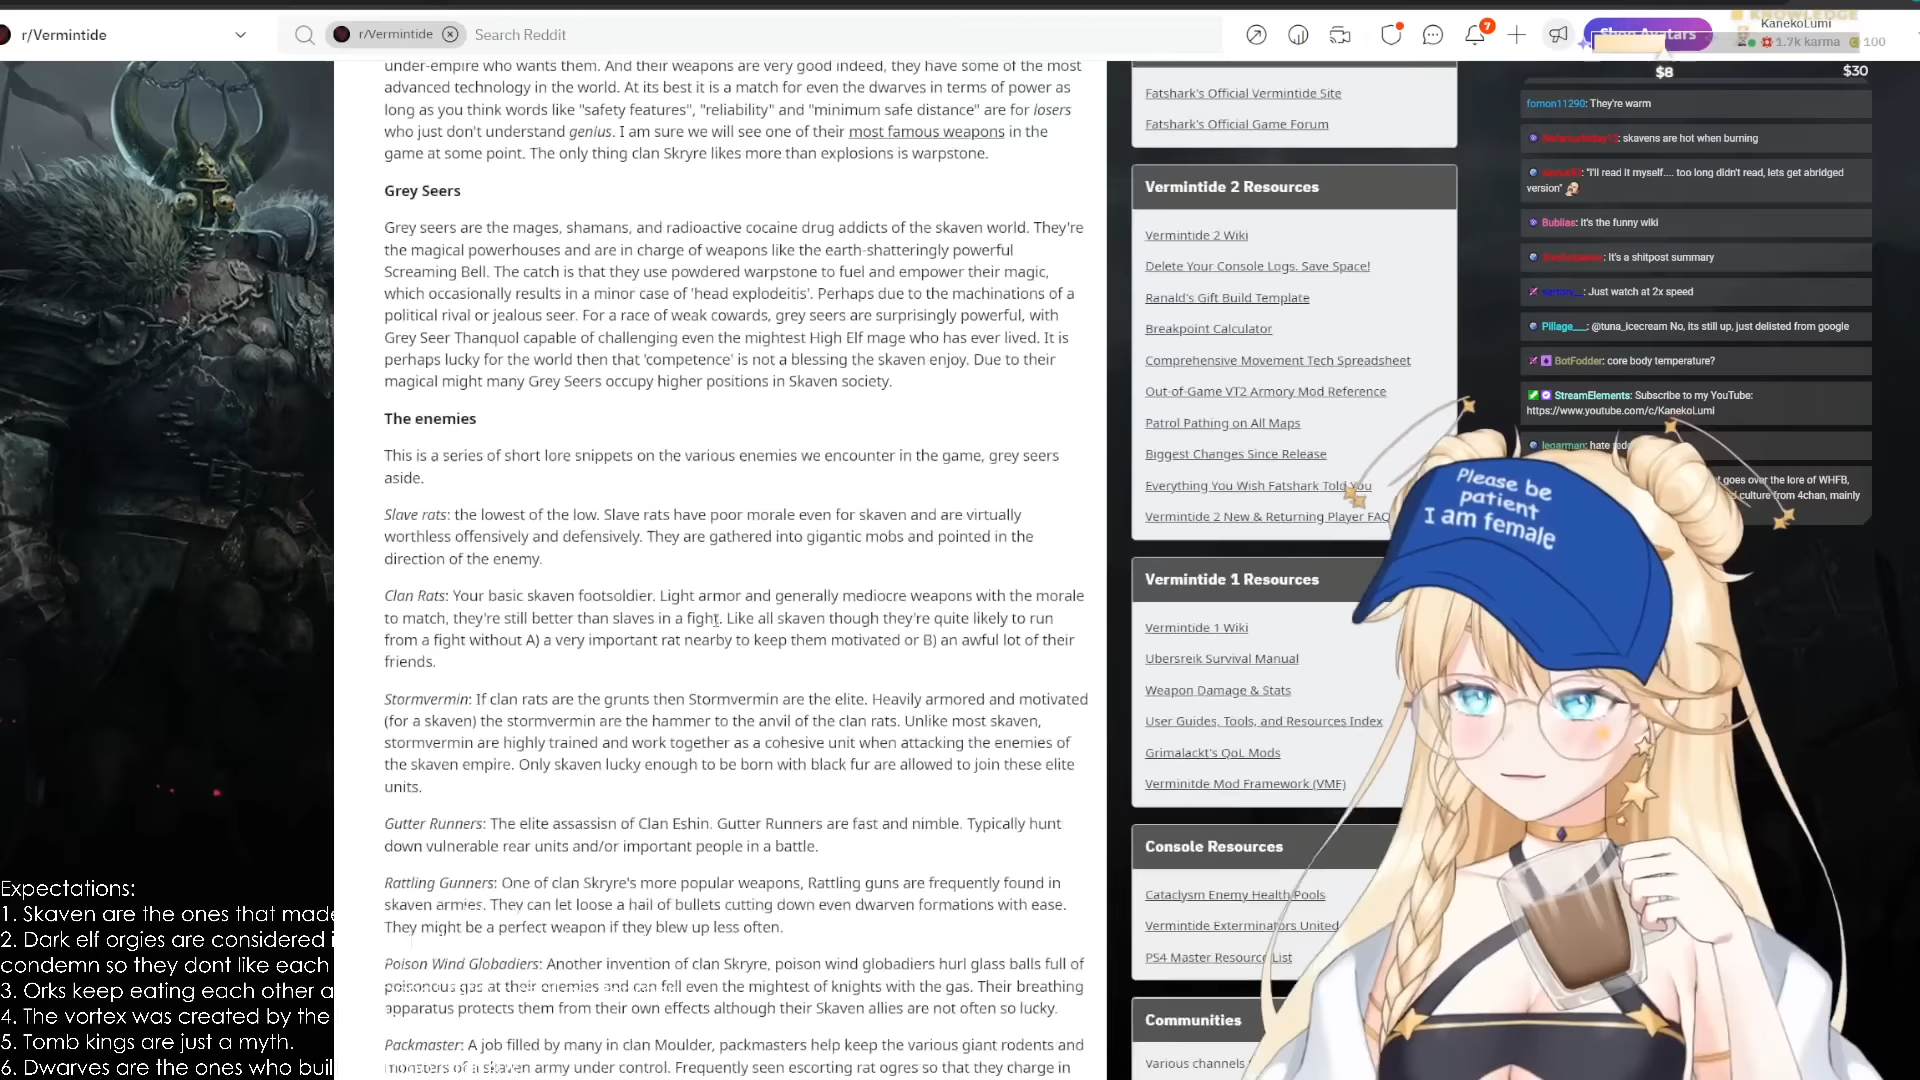 r/Vermintide
r/Vermintide
Search Reddit
7
KNOWLEDGE
KanekoLumi
1.7k karma
100
$8
$30
under-empire who wants them. And their weapons are very good indeed, they have some of the most
advanced technology in the world. At its best it is a match for even the dwarves in terms of power as
long as you think words like "safety features", "reliability" and "minimum safe distance" are for losers
who just don't understand genius. I am sure we will see one of their most famous weapons in the
game at some point. The only thing clan Skryre likes more than explosions is warpstone.
Grey Seers
Grey seers are the mages, shamans, and radioactive cocaine drug addicts of the skaven world. They're
the magical powerhouses and are in charge of weapons like the earth-shatteringly powerful
Screaming Bell. The catch is that they use powdered warpstone to fuel and empower their magic,
which occasionally results in a minor case of 'head explodeitis'. Perhaps due to the machinations of a
political rival or jealous seer. For a race of weak cowards, grey seers are surprisingly powerful, with
Grey Seer Thanquol capable of challenging even the mightest High Elf mage who has ever lived. It is
perhaps lucky for the world then that 'competence' is not a blessing the skaven enjoy. Due to their
magical might many Grey Seers occupy higher positions in Skaven society.
The enemies
This is a series of short lore snippets on the various enemies we encounter in the game, grey seers
aside.
Slave rats: the lowest of the low. Slave rats have poor morale even for skaven and are virtually
worthless offensively and defensively. They are gathered into gigantic mobs and pointed in the
direction of the enemy.
Clan Rats: Your basic skaven footsoldier. Light armor and generally mediocre weapons with the morale
to match, they're still better than slaves in a fight. Like all skaven though they're quite likely to run
from a fight without A) a very important rat nearby to keep them motivated or B) an awful lot of their
friends.
Stormvermin: If clan rats are the grunts then Stormvermin are the elite. Heavily armored and motivated
(for a skaven) the stormvermin are the hammer to the anvil of the clan rats. Unlike most skaven,
stormvermin are highly trained and work together as a cohesive unit when attacking the enemies of
the skaven empire. Only skaven lucky enough to be born with black fur are allowed to join these elite
units.
Gutter Runners: The elite assassisn of Clan Eshin. Gutter Runners are fast and nimble. Typically hunt
down vulnerable rear units and/or important people in a battle.
Rattling Gunners: One of clan Skryre's more popular weapons, Rattling guns are frequently found in
skaven armies. They can let loose a hail of bullets cutting down even dwarven formations with ease.
They might be a perfect weapon if they blew up less often.
Poison Wind Globadiers: Another invention of clan Skryre, poison wind globadiers hurl glass balls full of
poisonous gas at their enemies and can fell even the mightest of knights with the gas. Their breathing
apparatus protects them from their own effects although their Skaven allies are not often so lucky.
Packmaster: A job filled by many in clan Moulder, packmasters help keep the various giant rodents and
army under control. Frequently seen escorting rat ogres so that they charge in
Fatshark's Official Vermintide Site
Fatshark's Official Game Forum
Vermintide 2 Resources
Vermintide 2 Wiki
Delete Your Console Logs. Save Space!
Ranald's Gift Build Template
Breakpoint Calculator
Comprehensive Movement Tech Spreadsheet
Out-of-Game VT2 Armory Mod Reference
Patrol Pathing on All Maps
Biggest Changes Since Release
Everything You Wish Fatshark Told You
Vermintide 2 New & Returning Player FAQ
Vermintide 1 Resources
Vermintide 1 Wiki
Ubersreik Survival Manual
Weapon Damage & Stats
User Guides, Tools, and Resources Index
Grimalackt's QoL Mods
Verminitde Mod Framework (VMF)
Console Resources
Cataclysm Enemy Health Pools
Vermintide Exterminators United
PS4 Master Resource List
Communities
Various channels
fomon11290: They're warm
: skavens are hot when burning
: "I'll read it myself.... too long didn't read, lets get abridged
version"
Bublias: it's the funny wiki
: It's a shitpost summary
: Just watch at 2x speed
Pillage___: @tuna_icecream No, its still up, just delisted from google
BotFodder: core body temperature?
StreamElements: Subscribe to my YouTube:
https://www.youtube.com/c/KanekoLumi
legarman: hate
goes over the lore of WHFB,
culture from 4chan, mainly
Please be
patient
I am female
Expectations:
1. Skaven are the ones that made
2. Dark elf orgies are considered
condemn so they dont like each
3. Orks keep eating each other
4. The vortex was created by the
5. Tomb kings are just a myth.
6. Dwarves are the ones who